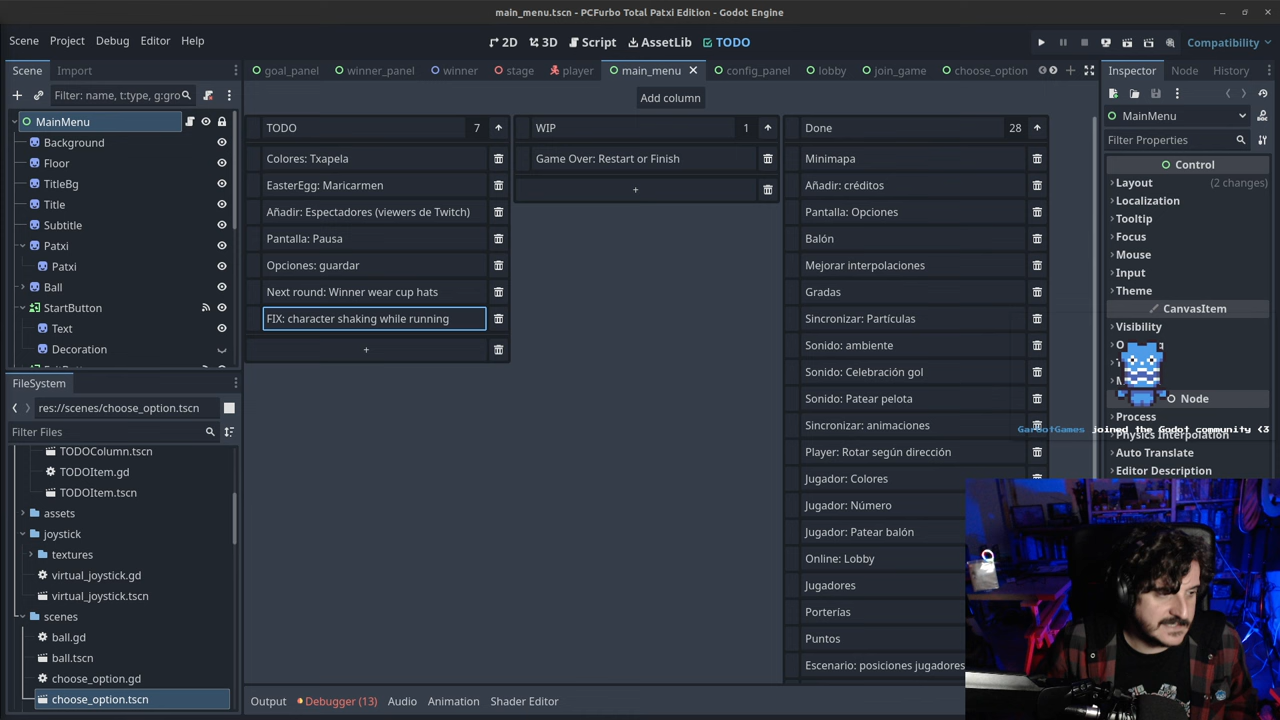 main_menu.tscn - PCFurbo Total Patxi Edition - Godot Engine
Scene Project Debug Editor Help
2D 3D Script AssetLib TODO
Compatibility
Scene Import
goal_panel winner_panel winner stage player main_menu config_panel lobby join_game choose_option
Inspector Node History
Filter: name, t:type, g:gro
Add column
MainMenu
Background
Floor
TitleBg
Title
Subtitle
Patxi
Patxi
Ball
StartButton
Text
Decoration
FileSystem
res://scenes/choose_option.tscn
Filter Files
TODOColumn.tscn
TODOItem.gd
TODOItem.tscn
assets
joystick
textures
virtual_joystick.gd
virtual_joystick.tscn
scenes
ball.gd
ball.tscn
choose_option.gd
choose_option.tscn
TODO 7
Colores: Txapela
EasterEgg: Maricarmen
Añadir: Espectadores (viewers de Twitch)
Pantalla: Pausa
Opciones: guardar
Next round: Winner wear cup hats
FIX: character shaking while running
+
WIP 1
Game Over: Restart or Finish
+
Done 28
Minimapa
Añadir: créditos
Pantalla: Opciones
Balón
Mejorar interpolaciones
Gradas
Sincronizar: Partículas
Sonido: ambiente
Sonido: Celebración gol
Sonido: Patear pelota
Sincronizar: animaciones
Player: Rotar según dirección
Jugador: Colores
Jugador: Número
Jugador: Patear balón
Online: Lobby
Jugadores
Porterías
Puntos
Escenario: posiciones jugadores
MainMenu
Filter Properties
Control
Layout (2 changes)
Localization
Tooltip
Focus
Mouse
Input
Theme
CanvasItem
Visibility
Node
Process
GarbotGames joined the Godot community <3
Physics Interpolation
Auto Translate
Editor Description
Output Debugger (13) Audio Animation Shader Editor